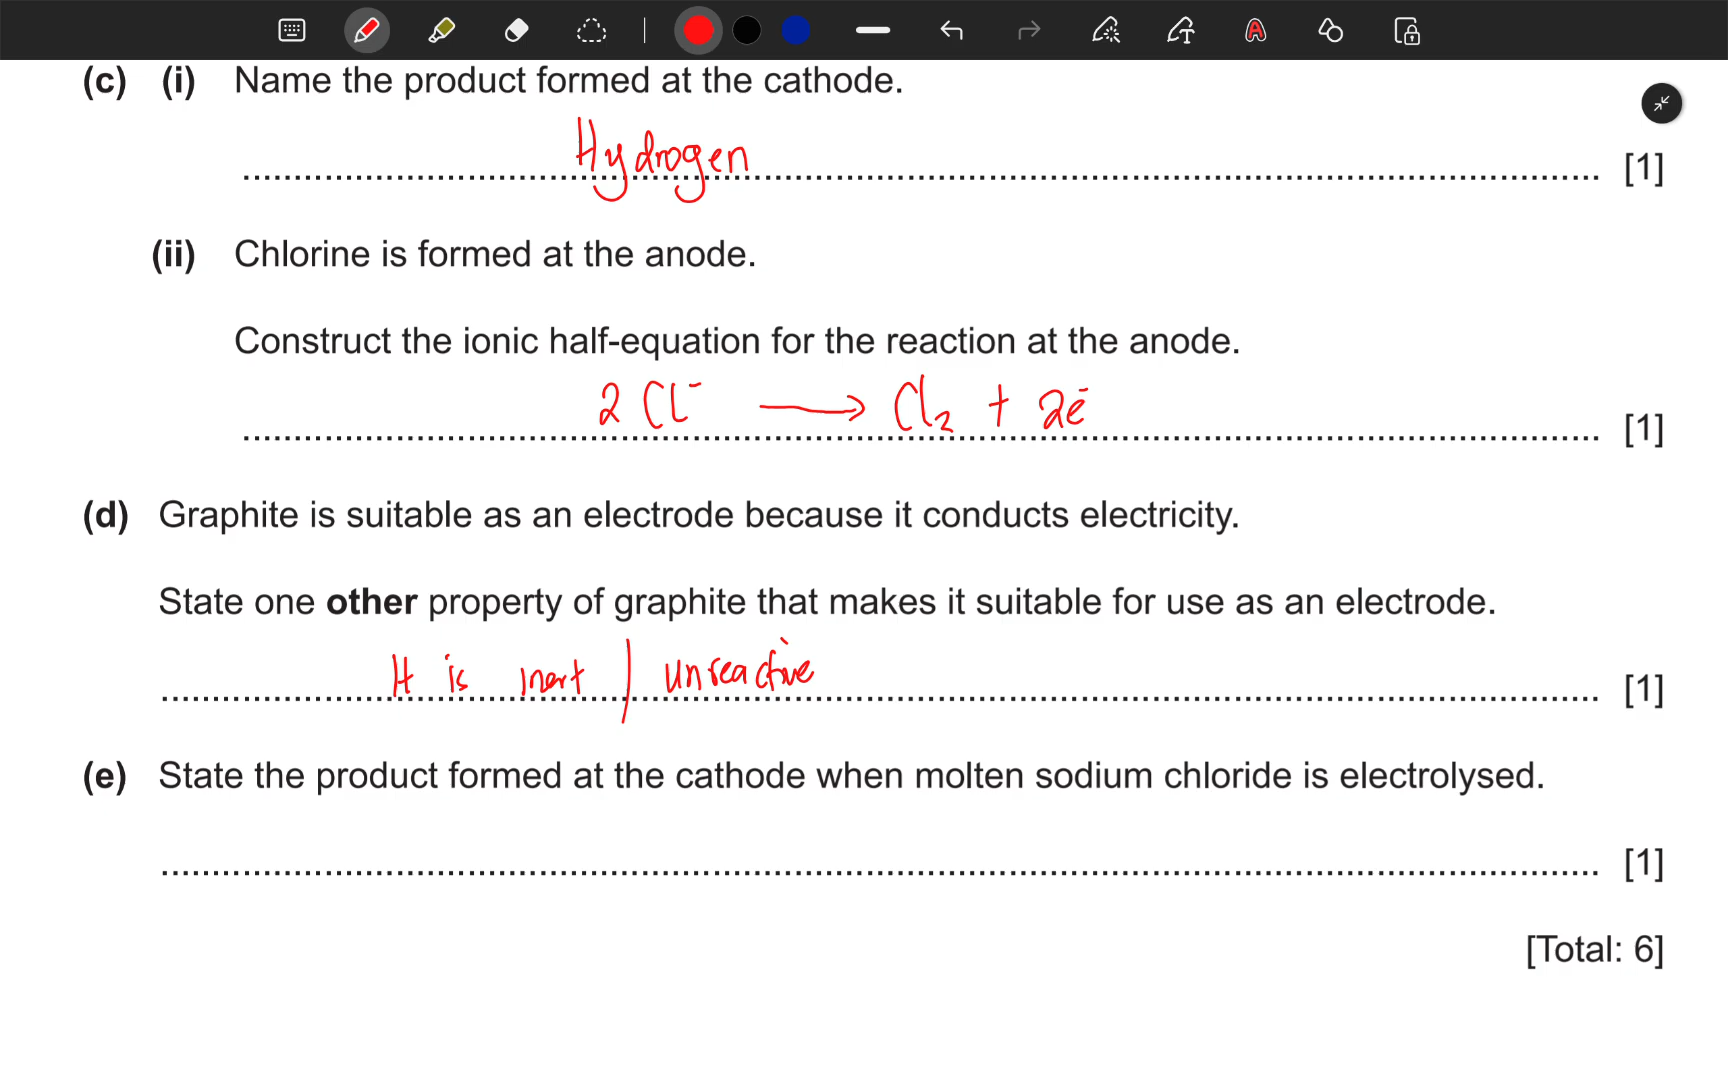 (c) (i) Name the product formed at the cathode.
Hydrogen
[1]
(ii) Chlorine is formed at the anode.
Construct the ionic half-equation for the reaction at the anode.
2 Cl⁻ ⟶ Cl₂ + 2e⁻
[1]
(d) Graphite is suitable as an electrode because it conducts electricity.
State one other property of graphite that makes it suitable for use as an electrode.
It is inert / unreactive
[1]
(e) State the product formed at the cathode when molten sodium chloride is electrolysed.
[1]
[Total: 6]